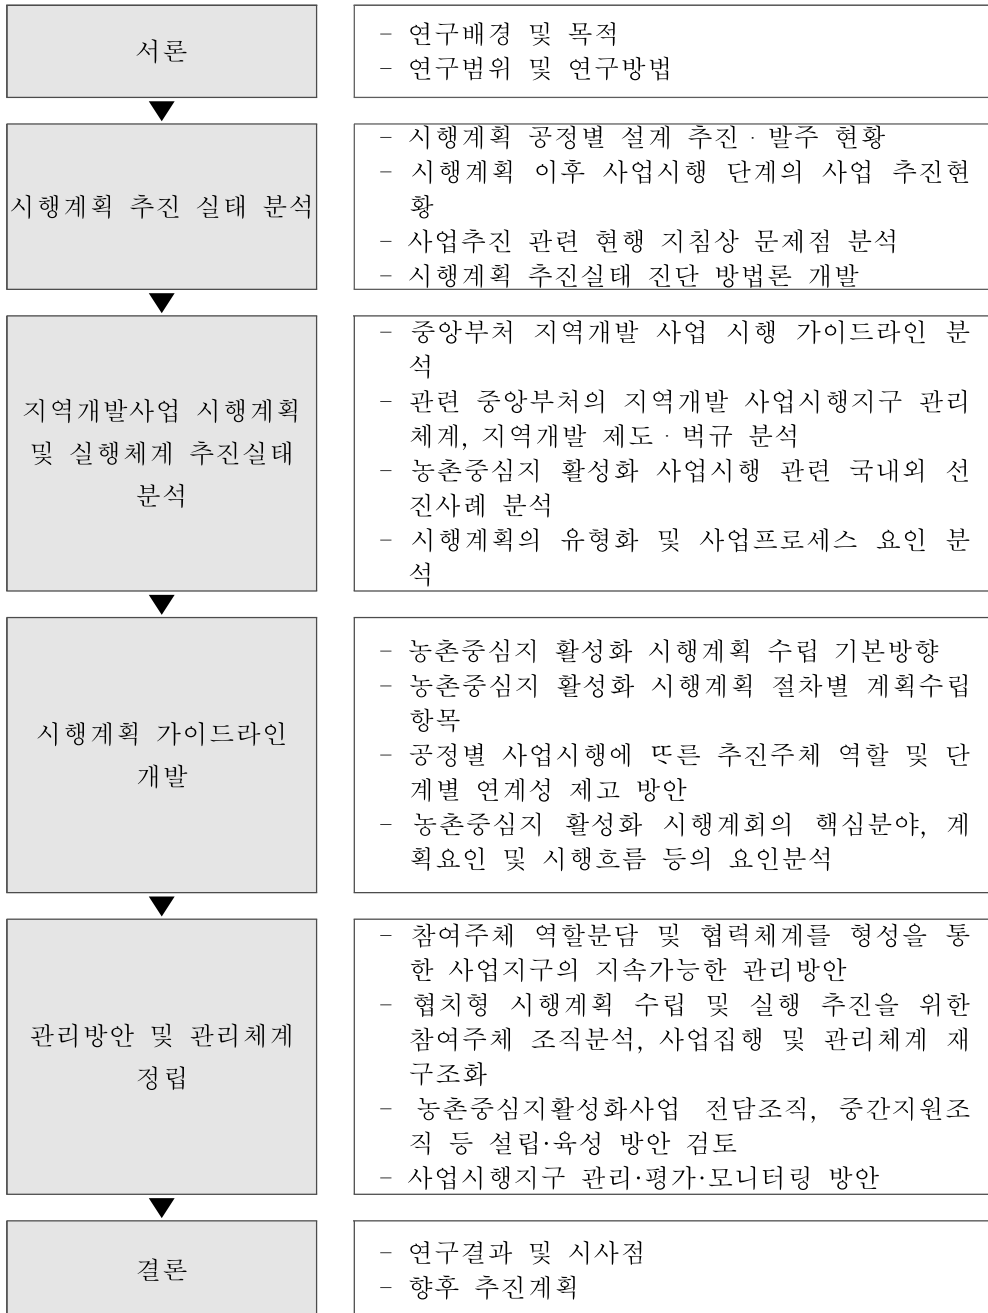 서론
- 연구배경 및 목적
- 연구범위 및 연구방법
시행계획 추진 실태 분석
- 시행계획 공정별 설계 추진 · 발주 현황
- 시행계획 이후 사업시행 단계의 사업 추진현
황
- 사업추진 관련 현행 지침상 문제점 분석
- 시행계획 추진실태 진단 방법론 개발
지역개발사업 시행계획
및 실행체계 추진실태
분석
- 중앙부처 지역개발 사업 시행 가이드라인 분
석
- 관련 중앙부처의 지역개발 사업시행지구 관리
체계, 지역개발 제도 · 벅규 분석
- 농촌중심지 활성화 사업시행 관련 국내외 선
진사례 분석
- 시행계획의 유형화 및 사업프로세스 요인 분
석
시행계획 가이드라인
개발
- 농촌중심지 활성화 시행계획 수립 기본방향
- 농촌중심지 활성화 시행계획 절차별 계획수립
항목
- 공정별 사업시행에 뜨른 추진주체 역할 및 단
계별 연계성 제고 방안
- 농촌중심지 활성화 시행계회의 핵심분야, 계
획요인 및 시행흐름 등의 요인분석
관리방안 및 관리체계
정립
- 참여주체 역할분담 및 협력체계를 형성을 통
한 사업지구의 지속가능한 관리방안
- 협치형 시행계획 수립 및 실행 추진을 위한
참여주체 조직분석, 사업집행 및 관리체계 재
구조화
- 농촌중심지활성화사업 전담조직, 중간지원조
직 등 설립·육성 방안 검토
- 사업시행지구 관리·평가·모니터링 방안
결론
- 연구결과 및 시사점
- 향후 추진계획